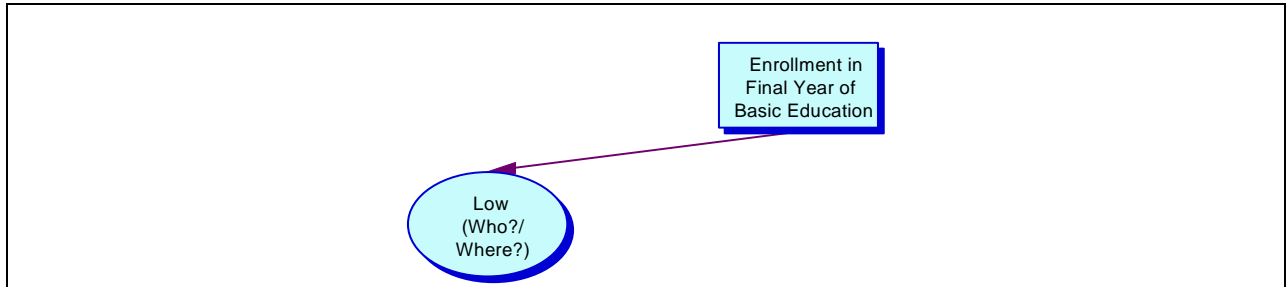 Enrollment in
Final Year of
Basic Education
Low
(Who?/
Where?)